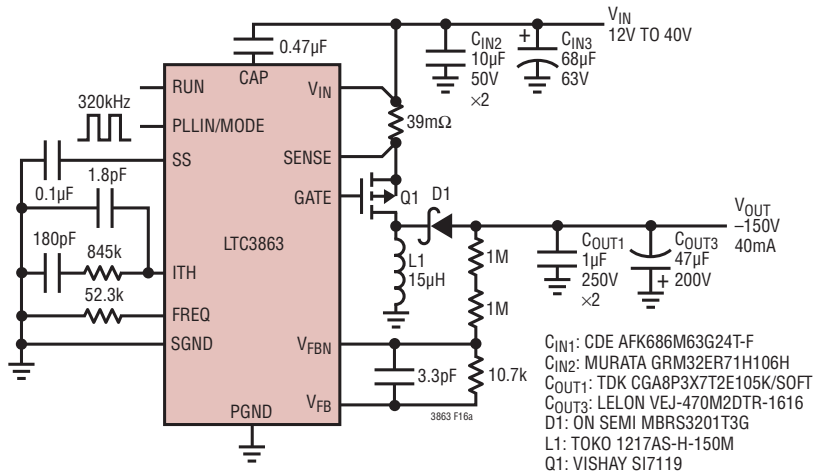 V_IN
12V TO 40V
0.47µF
C_IN2
10µF
50V
×2
+
C_IN3
68µF
63V
CAP
RUN
V_IN
320kHz
PLLIN/MODE
39mΩ
SS
SENSE
0.1µF
1.8pF
GATE
Q1
D1
LTC3863
V_OUT
–150V
40mA
180pF
845k
ITH
L1
15µH
1M
C_OUT1
1µF
250V
×2
C_OUT3
47µF
200V
+
52.3k
FREQ
1M
SGND
V_FBN
3.3pF
10.7k
V_FB
PGND
3863 F16a
C_IN1: CDE AFK686M63G24T-F
C_IN2: MURATA GRM32ER71H106H
C_OUT1: TDK CGA8P3X7T2E105K/SOFT
C_OUT3: LELON VEJ-470M2DTR-1616
D1: ON SEMI MBRS3201T3G
L1: TOKO 1217AS-H-150M
Q1: VISHAY SI7119